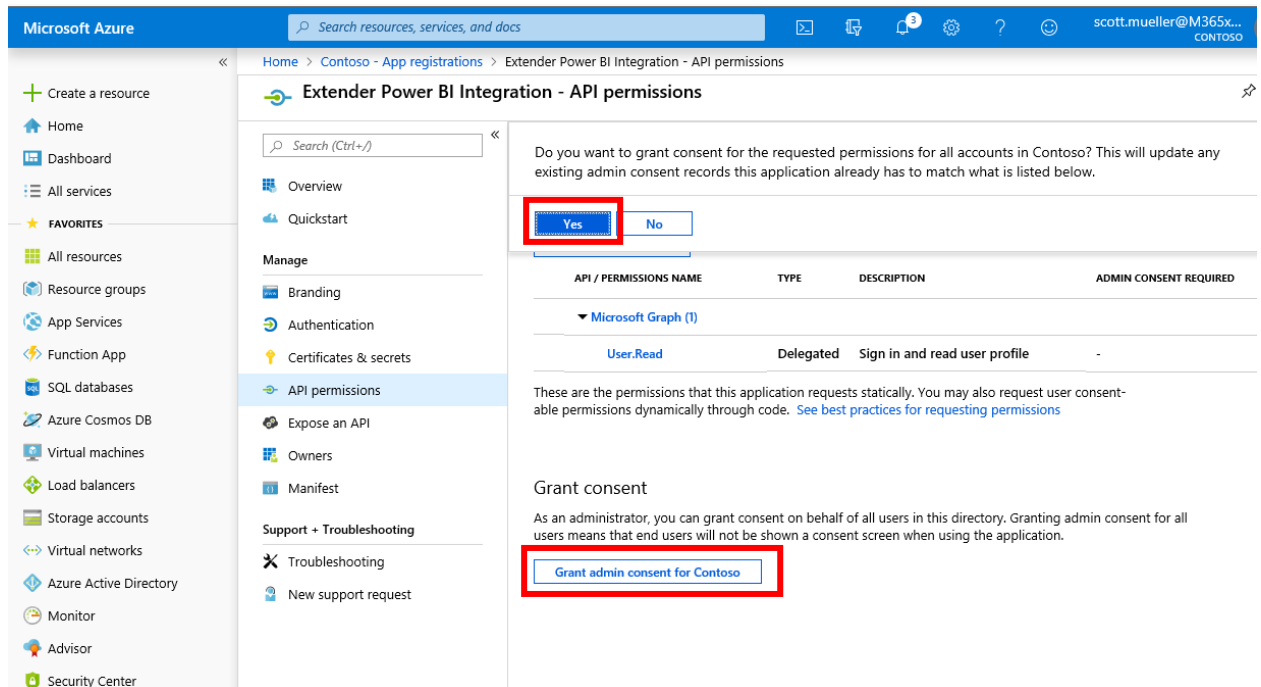 Microsoft Azure
Search resources, services, and docs
3
scott.mueller@M365x...
CONTOSO
Home > Contoso - App registrations > Extender Power BI Integration - API permissions
Extender Power BI Integration - API permissions
Create a resource
Home
Dashboard
All services
FAVORITES
All resources
Resource groups
App Services
Function App
SQL databases
Azure Cosmos DB
Virtual machines
Load balancers
Storage accounts
Virtual networks
Azure Active Directory
Monitor
Advisor
Security Center
Search (Ctrl+/)
Overview
Quickstart
Manage
Branding
Authentication
Certificates & secrets
API permissions
Expose an API
Owners
Manifest
Support + Troubleshooting
Troubleshooting
New support request
Do you want to grant consent for the requested permissions for all accounts in Contoso? This will update any
existing admin consent records this application already has to match what is listed below.
Yes
No
API / PERMISSIONS NAME TYPE DESCRIPTION ADMIN CONSENT REQUIRED
Microsoft Graph (1)
User.Read Delegated Sign in and read user profile -
These are the permissions that this application requests statically. You may also request user consent-
able permissions dynamically through code. See best practices for requesting permissions
Grant consent
As an administrator, you can grant consent on behalf of all users in this directory. Granting admin consent for all
users means that end users will not be shown a consent screen when using the application.
Grant admin consent for Contoso